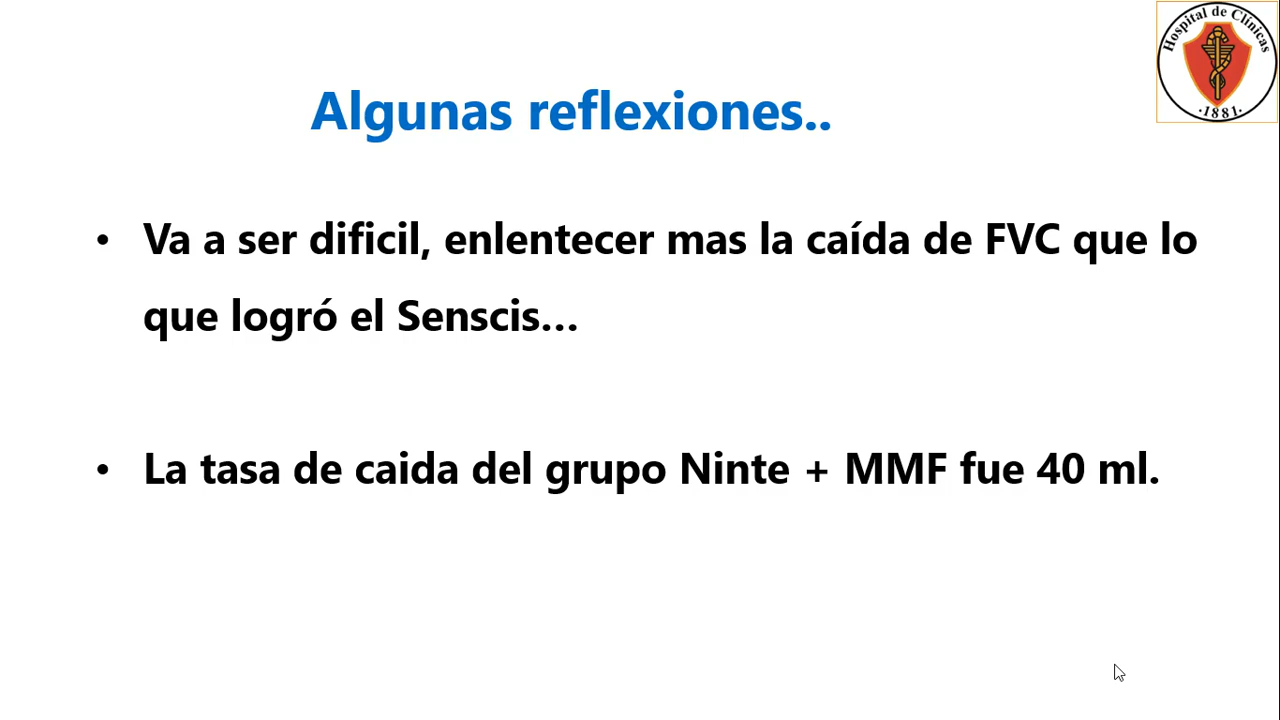 Hospital de Clínicas
·1881·
Algunas reflexiones..
• Va a ser dificil, enlentecer mas la caída de FVC que lo
que logró el Senscis...
• La tasa de caida del grupo Ninte + MMF fue 40 ml.